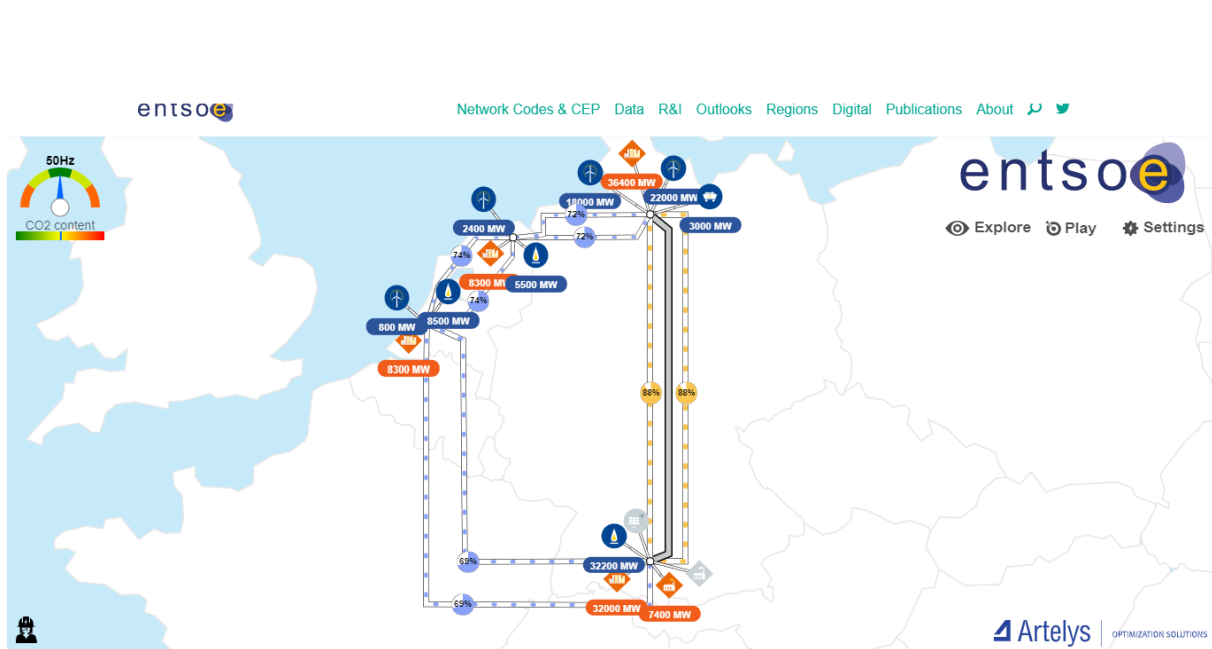 entsoe
Network Codes & CEP Data R&I Outlooks Regions Digital Publications About
50Hz
CO2 content
entsoe
Explore Play Settings
36400 MW
18000 MW
22000 MW
72%
3000 MW
2400 MW
72%
74%
8300 MW
5500 MW
74%
800 MW
8500 MW
8300 MW
88%
88%
69%
32200 MW
69%
32000 MW
7400 MW
Artelys
OPTIMIZATION SOLUTIONS